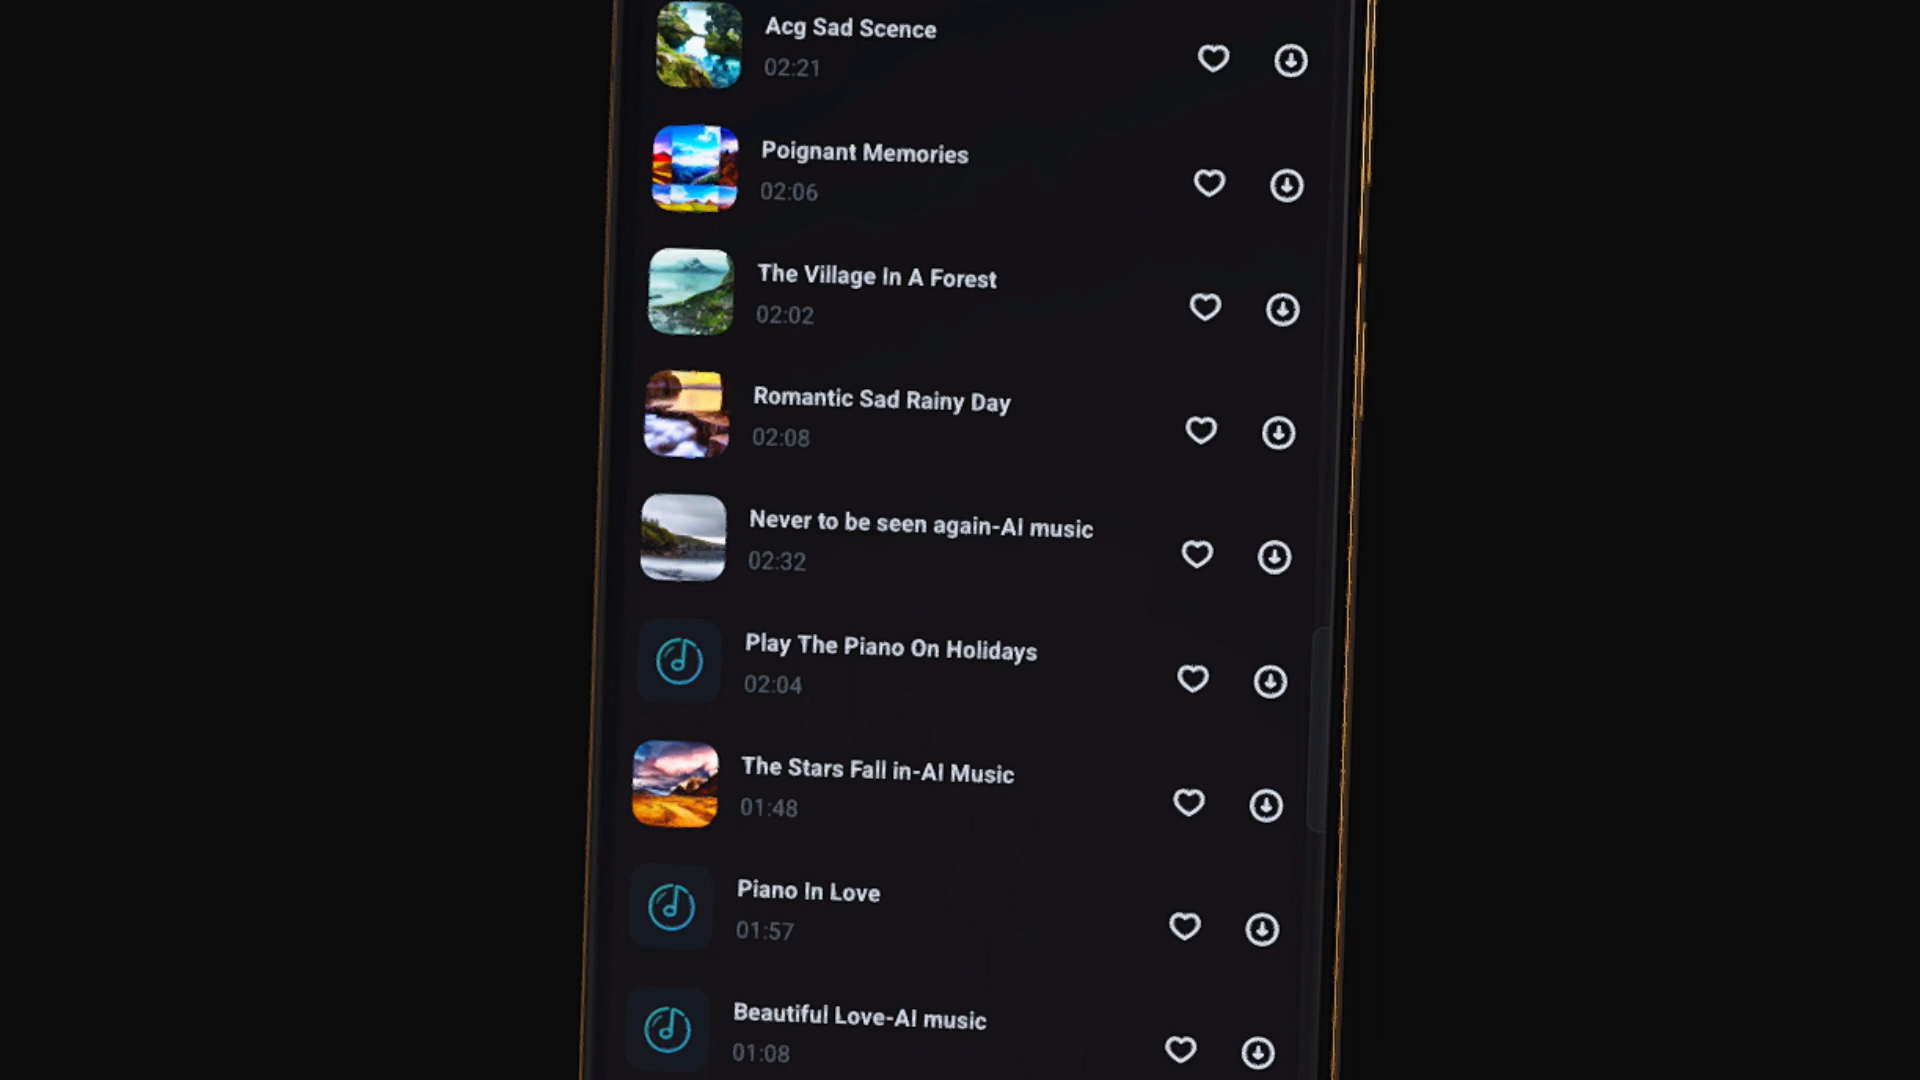 Acg Sad Scence
02:21
Poignant Memories
02:06
The Village In A Forest
02:02
Romantic Sad Rainy Day
02:08
Never to be seen again-AI music
02:32
Play The Piano On Holidays
02:04
The Stars Fall in-AI Music
01:48
Piano In Love
01:57
Beautiful Love-AI music
01:08